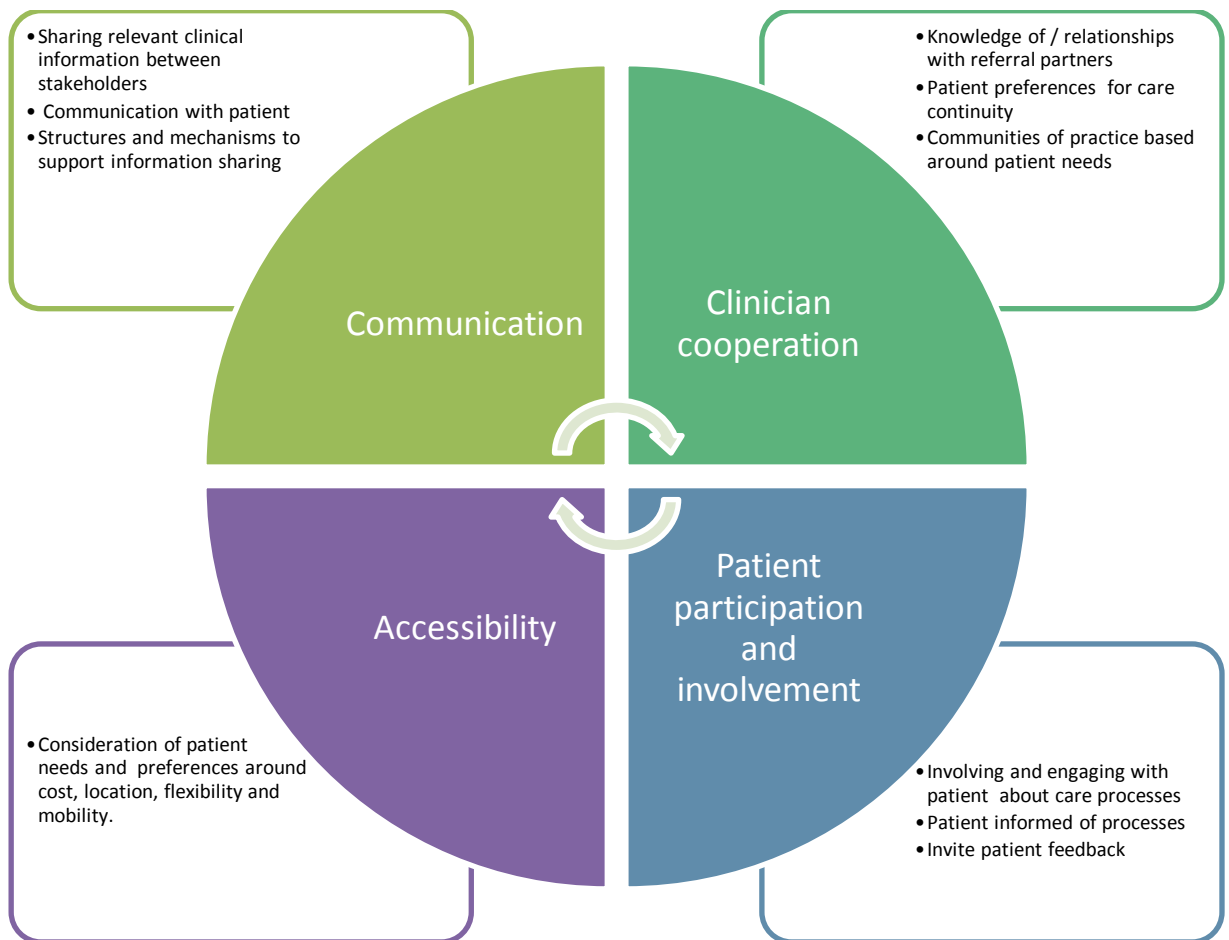 •Sharing relevant clinical
information between
stakeholders
• Communication with patient
•Structures and mechanisms to
support information sharing
•Knowledge of / relationships
with referral partners
•Patient preferences for care
continuity
•Communities of practice based
around patient needs
Communication
Clinician
cooperation
Accessibility
Patient
participation
and
involvement
•Consideration of patient
needs and preferences around
cost, location, flexibility and
mobility.
•Involving and engaging with
patient about care processes
•Patient informed of processes
•Invite patient feedback